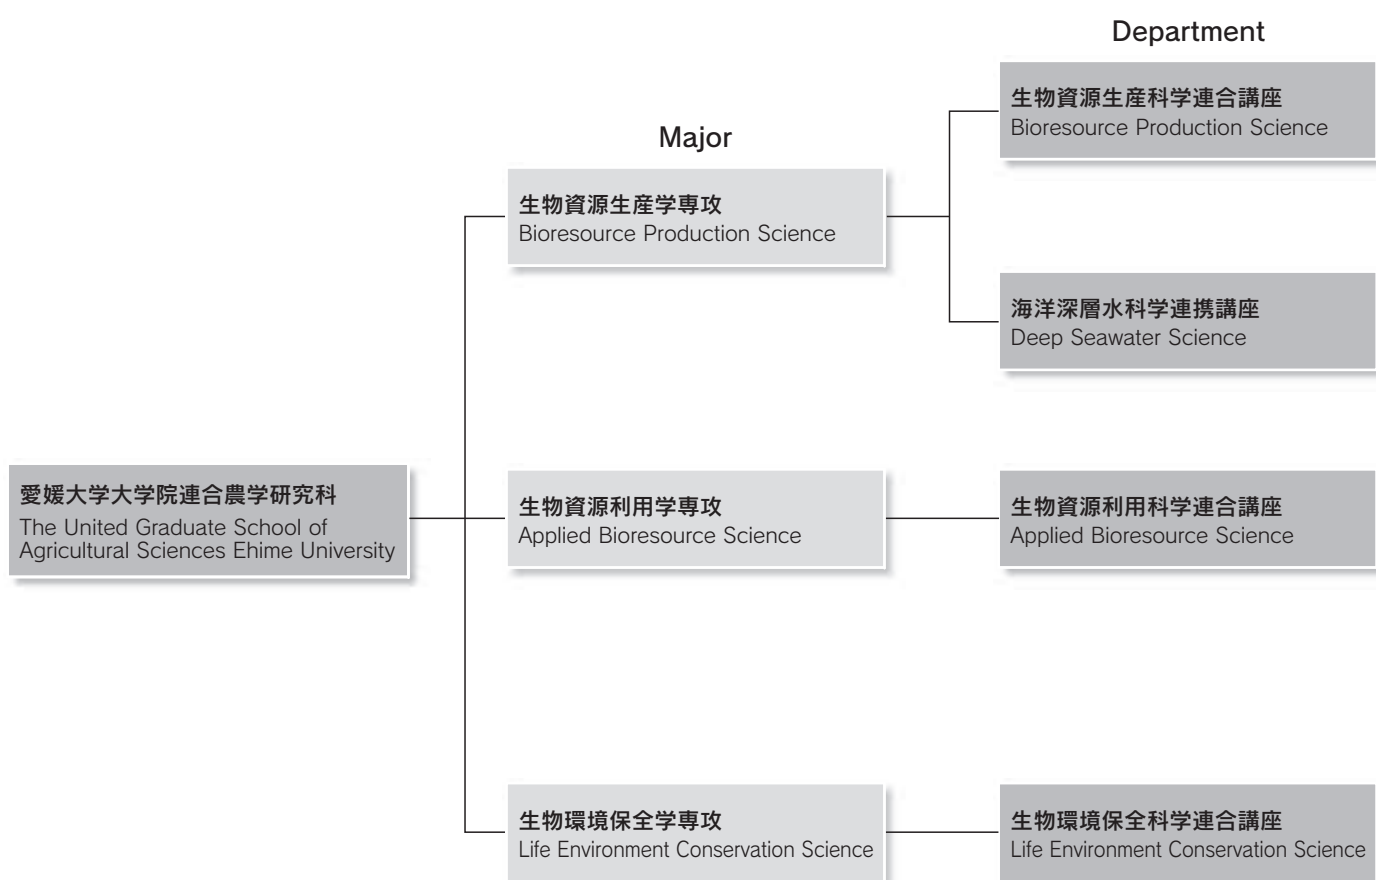 Department
生物資源生産科学連合講座
Bioresource Production Science
Major
生物資源生産学専攻
Bioresource Production Science
海洋深層水科学連携講座
Deep Seawater Science
愛媛大学大学院連合農学研究科
The United Graduate School of
Agricultural Sciences Ehime University
生物資源利用学専攻
Applied Bioresource Science
生物資源利用科学連合講座
Applied Bioresource Science
生物環境保全学専攻
Life Environment Conservation Science
生物環境保全科学連合講座
Life Environment Conservation Science